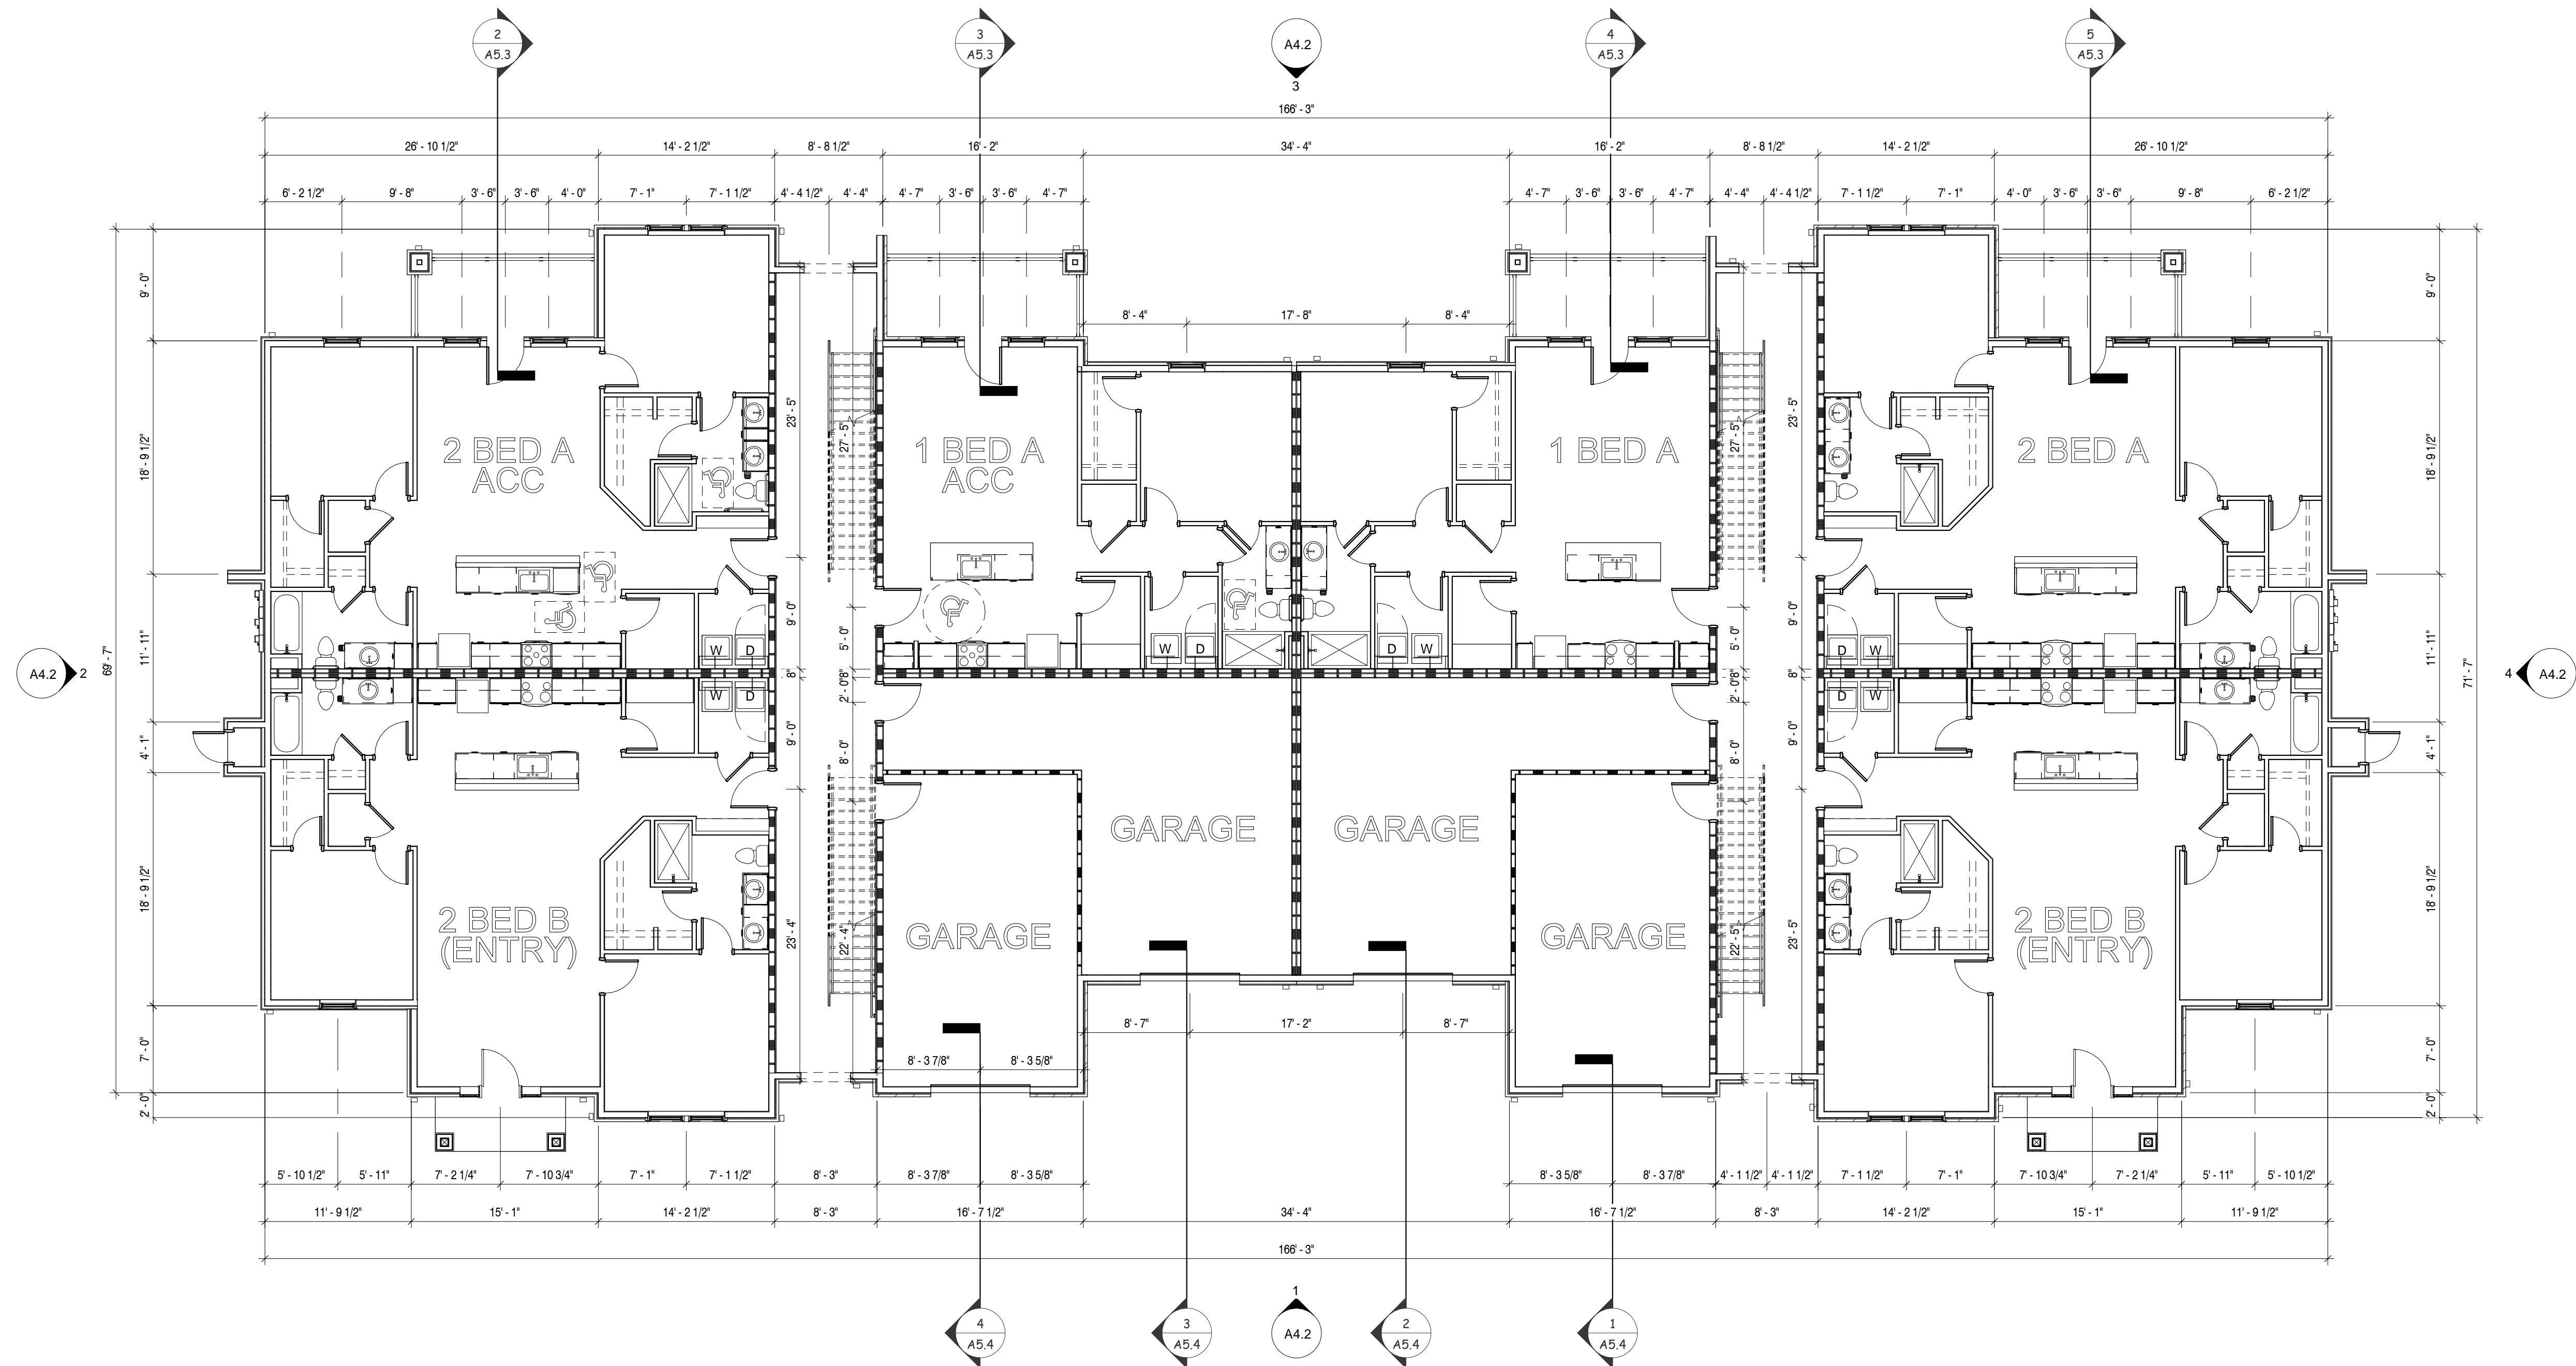 2 3 A4.2 4 5
A5.3 A5.3 3 A5.3 A5.3
166' - 3"
26' - 10 1/2" 14' - 2 1/2" 8' - 8 1/2" 16' - 2" 34' - 4" 16' - 2" 8' - 8 1/2" 14' - 2 1/2" 26' - 10 1/2"
6' - 2 1/2" 9' - 8" 3' - 6" 3' - 6" 4' - 0" 7' - 1" 7' - 1 1/2" 4' - 4 1/2" 4' - 4" 4' - 7" 3' - 6" 3' - 6" 4' - 7" 4' - 7" 3' - 6" 3' - 6" 4' - 7" 4' - 4" 4' - 4 1/2" 7' - 1 1/2" 7' - 1" 4' - 0" 3' - 6" 3' - 6" 9' - 8" 6' - 2 1/2"
9' - 0" 9' - 0"
8' - 4" 17' - 8" 8' - 4"
23' - 5" 23' - 5"
27' - 5" 27' - 5"
18' - 9 1/2" 18' - 9 1/2"
2 BED A
ACC
1 BED A
ACC
1 BED A
2 BED A
9' - 0" 9' - 0"
5' - 0" 5' - 0"
11' - 11" 11' - 11"
W D W D D W D W
69' - 7" 71' - 7"
A4.2 2 4 A4.2
8" 8" 8" 8"
W D D W
2' - 0" 2' - 0"
9' - 0" 9' - 0"
8' - 0" 8' - 0"
4' - 1" 4' - 1"
GARAGE GARAGE
18' - 9 1/2" 18' - 9 1/2"
2 BED B
(ENTRY)
23' - 4" 22' - 4"
GARAGE GARAGE
22' - 5" 23' - 5"
2 BED B
(ENTRY)
8' - 7" 17' - 2" 8' - 7"
7' - 0" 7' - 0"
8' - 3 7/8" 8' - 3 5/8"
2' - 0" 2' - 0"
5' - 10 1/2" 5' - 11" 7' - 2 1/4" 7' - 10 3/4" 7' - 1" 7' - 1 1/2" 8' - 3" 8' - 3 7/8" 8' - 3 5/8" 8' - 3 5/8" 8' - 3 7/8" 4' - 1 1/2" 4' - 1 1/2" 7' - 1 1/2" 7' - 1" 7' - 10 3/4" 7' - 2 1/4" 5' - 11" 5' - 10 1/2"
11' - 9 1/2" 15' - 1" 14' - 2 1/2" 8' - 3" 16' - 7 1/2" 34' - 4" 16' - 7 1/2" 8' - 3" 14' - 2 1/2" 15' - 1" 11' - 9 1/2"
166' - 3"
4 3 1 2 1
A5.4 A5.4 A4.2 A5.4 A5.4